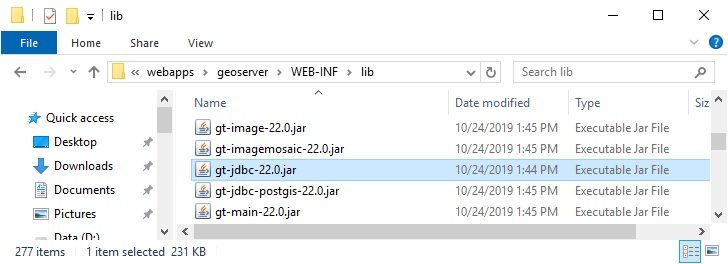 lib
File Home Share View
webapps geoserver WEB-INF lib Search lib
Name Date modified Type Siz
Quick access
Desktop
Downloads
Documents
Pictures
Data (D:)
gt-image-22.0.jar 10/24/2019 1:45 PM Executable Jar File
gt-imagemosaic-22.0.jar 10/24/2019 1:45 PM Executable Jar File
gt-jdbc-22.0.jar 10/24/2019 1:44 PM Executable Jar File
gt-jdbc-postgis-22.0.jar 10/24/2019 1:45 PM Executable Jar File
gt-main-22.0.jar 10/24/2019 1:45 PM Executable Jar File
277 items 1 item selected 231 KB